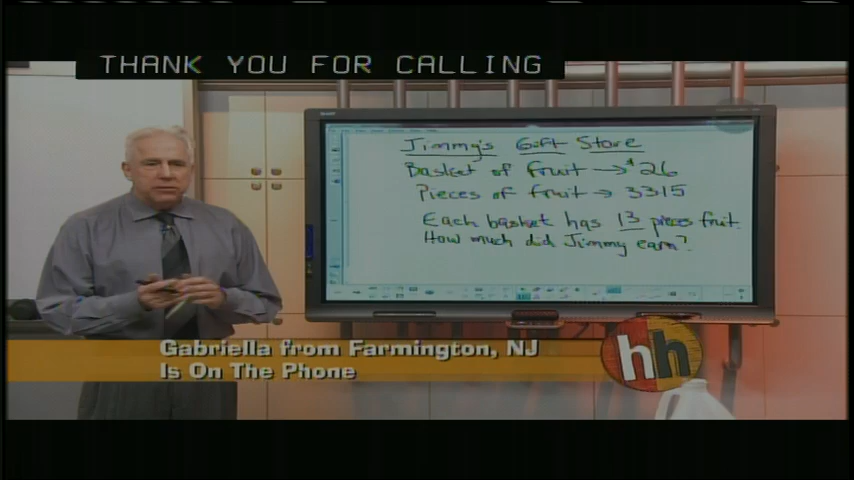 THANK YOU FOR CALLING
Jimmy's Gift Store
Basket of fruit → $26
Pieces of fruit → 3315
Each basket has 13 pieces fruit.
How much did Jimmy earn?
Gabriella from Farmington, NJ
Is On The Phone
hh